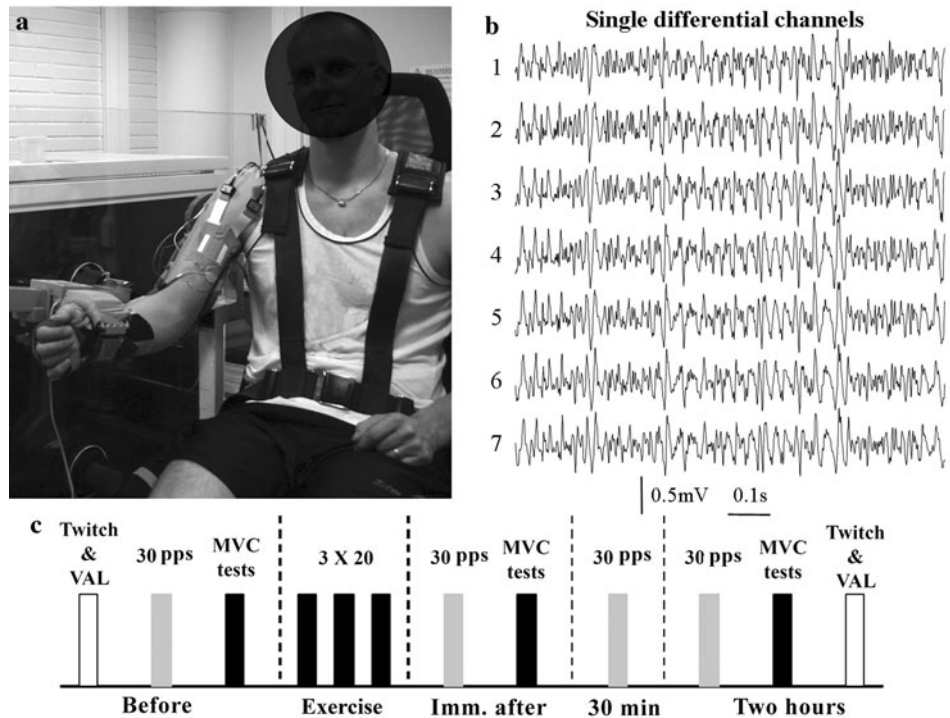 a
b
Single differential channels
1
2
3
4
5
6
7
0.5mV
0.1s
c
Twitch & VAL
30 pps
MVC tests
3 X 20
30 pps
MVC tests
30 pps
30 pps
MVC tests
Twitch & VAL
Before
Exercise
Imm. after
30 min
Two hours